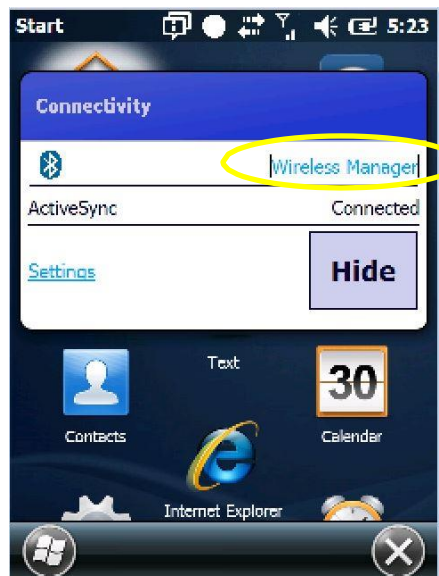 Start 5:23
Connectivity
Wireless Manager
ActiveSync Connected
Settings Hide
Text
30
Contacts Calendar
Internet Explorer